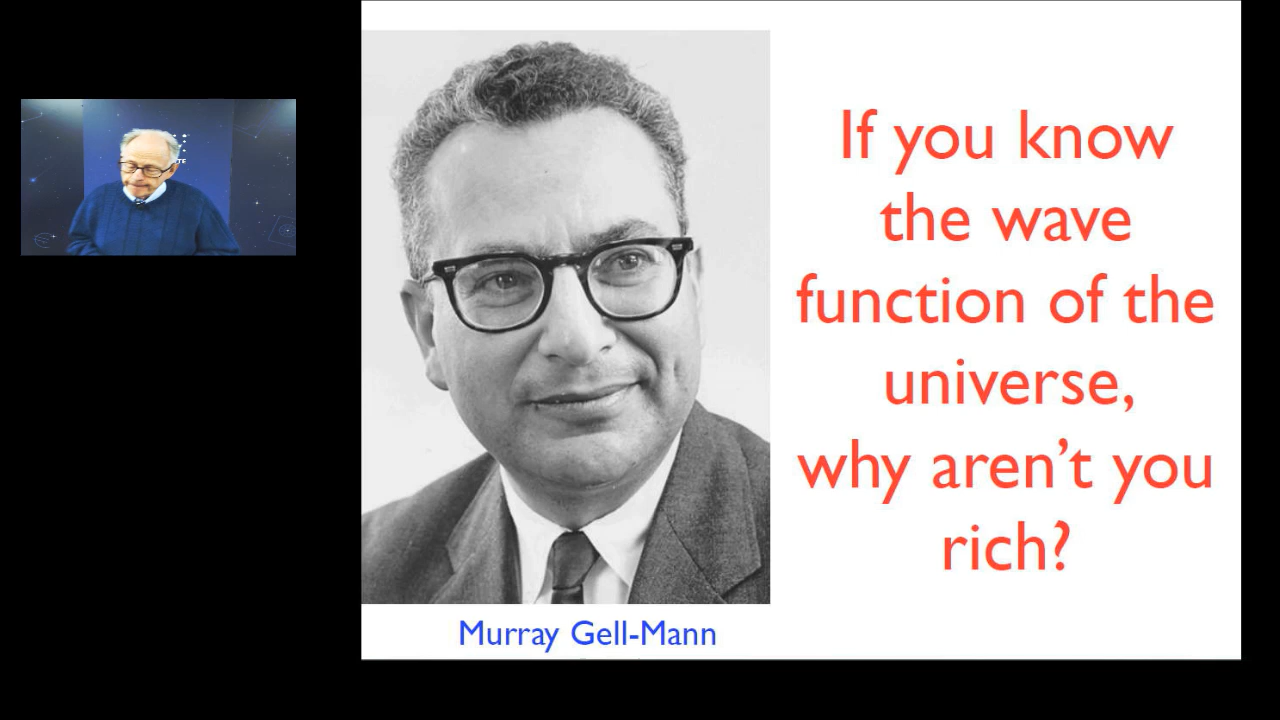 If you know
the wave
function of the
universe,
why aren’t you
rich?
Murray Gell-Mann